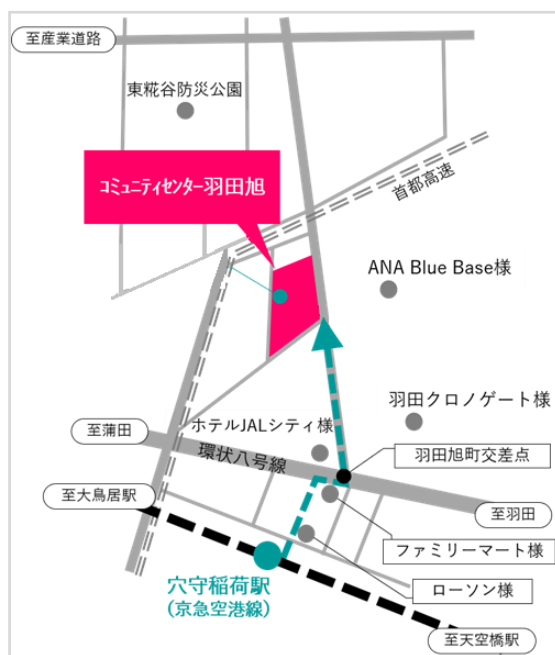 至産業道路
東糀谷防災公園
コミュニティセンター羽田旭
首都高速
ANA Blue Base様
羽田クロノゲート様
ホテルJALシティ様
至蒲田
環状八号線
羽田旭町交差点
至大鳥居駅
至羽田
ファミリーマート様
ローソン様
穴守稲荷駅
(京急空港線)
至天空橋駅